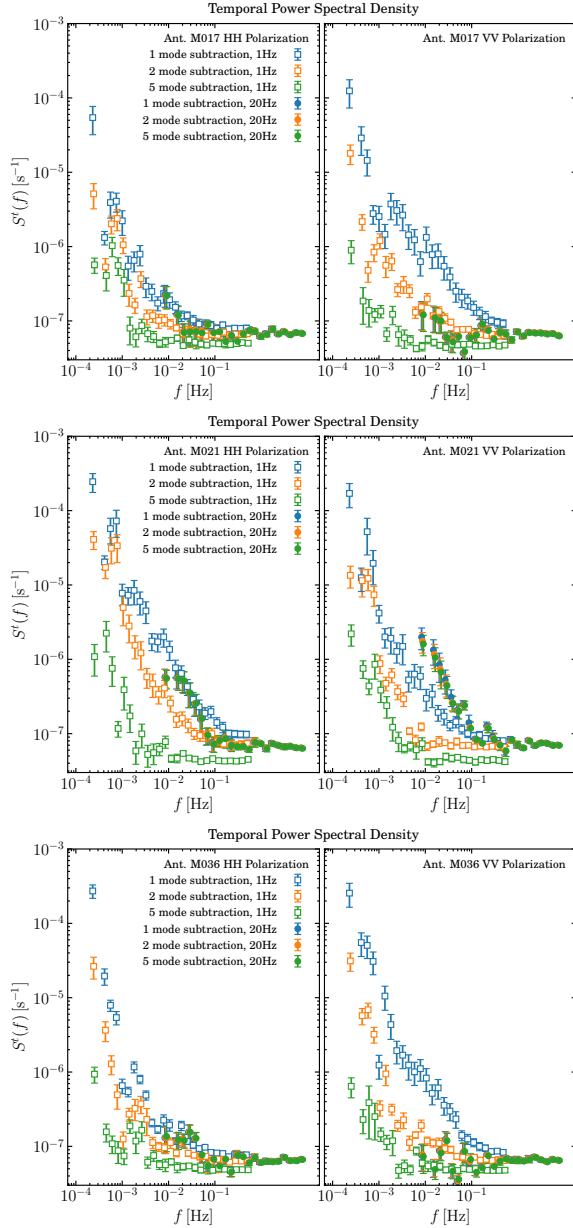 Temporal Power Spectral Density
Ant. M017 HH Polarization
1 mode subtraction, 1Hz
2 mode subtraction, 1Hz
5 mode subtraction, 1Hz
1 mode subtraction, 20Hz
2 mode subtraction, 20Hz
5 mode subtraction, 20Hz
Ant. M017 VV Polarization
10⁻³
10⁻⁴
10⁻⁵
10⁻⁶
10⁻⁷
Sᵗ(f) [s⁻¹]
10⁻⁴ 10⁻³ 10⁻² 10⁻¹ 10⁻⁴ 10⁻³ 10⁻² 10⁻¹
f [Hz] f [Hz]
Temporal Power Spectral Density
Ant. M021 HH Polarization
1 mode subtraction, 1Hz
2 mode subtraction, 1Hz
5 mode subtraction, 1Hz
1 mode subtraction, 20Hz
2 mode subtraction, 20Hz
5 mode subtraction, 20Hz
Ant. M021 VV Polarization
10⁻³
10⁻⁴
10⁻⁵
10⁻⁶
10⁻⁷
Sᵗ(f) [s⁻¹]
10⁻⁴ 10⁻³ 10⁻² 10⁻¹ 10⁻⁴ 10⁻³ 10⁻² 10⁻¹
f [Hz] f [Hz]
Temporal Power Spectral Density
Ant. M036 HH Polarization
1 mode subtraction, 1Hz
2 mode subtraction, 1Hz
5 mode subtraction, 1Hz
1 mode subtraction, 20Hz
2 mode subtraction, 20Hz
5 mode subtraction, 20Hz
Ant. M036 VV Polarization
10⁻³
10⁻⁴
10⁻⁵
10⁻⁶
10⁻⁷
Sᵗ(f) [s⁻¹]
10⁻⁴ 10⁻³ 10⁻² 10⁻¹ 10⁻⁴ 10⁻³ 10⁻² 10⁻¹
f [Hz] f [Hz]